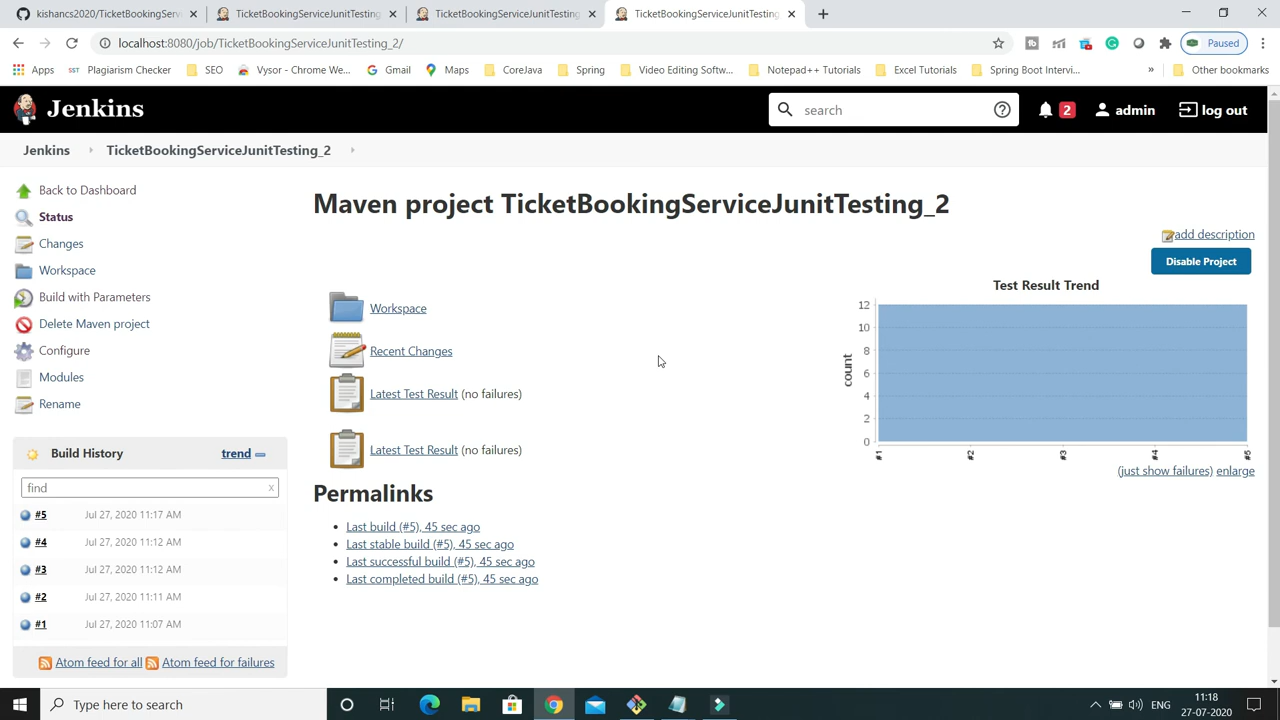 kishancs2020/TicketBookingServ
TicketBookingServiceJunitTesting_
TicketBookingServiceJunitTesting_
TicketBookingServiceJunitTesting_
localhost:8080/job/TicketBookingServiceJunitTesting_2/
Paused
Apps
SST
Plagiarism Checker
SEO
Vysor - Chrome We...
Gmail
Maps
CoreJava
Spring
Video Editing Softw...
Notepad++ Tutorials
Excel Tutorials
Spring Boot Intervi...
»
Other bookmarks
Jenkins
search
2
admin
log out
Jenkins
TicketBookingServiceJunitTesting_2
Back to Dashboard
Status
Changes
Workspace
Build with Parameters
Delete Maven project
Configure
Modules
Rename
Build History
trend
find
x
#5 Jul 27, 2020 11:17 AM
#4 Jul 27, 2020 11:12 AM
#3 Jul 27, 2020 11:12 AM
#2 Jul 27, 2020 11:11 AM
#1 Jul 27, 2020 11:07 AM
Atom feed for all
Atom feed for failures
Maven project TicketBookingServiceJunitTesting_2
add description
Disable Project
Workspace
Recent Changes
Latest Test Result (no failures)
Latest Test Result (no failures)
Permalinks
Last build (#5), 45 sec ago
Last stable build (#5), 45 sec ago
Last successful build (#5), 45 sec ago
Last completed build (#5), 45 sec ago
Test Result Trend
count
12
10
8
6
4
2
0
#1
#2
#3
#4
#5
(just show failures) enlarge
Type here to search
ENG
11:18
27-07-2020